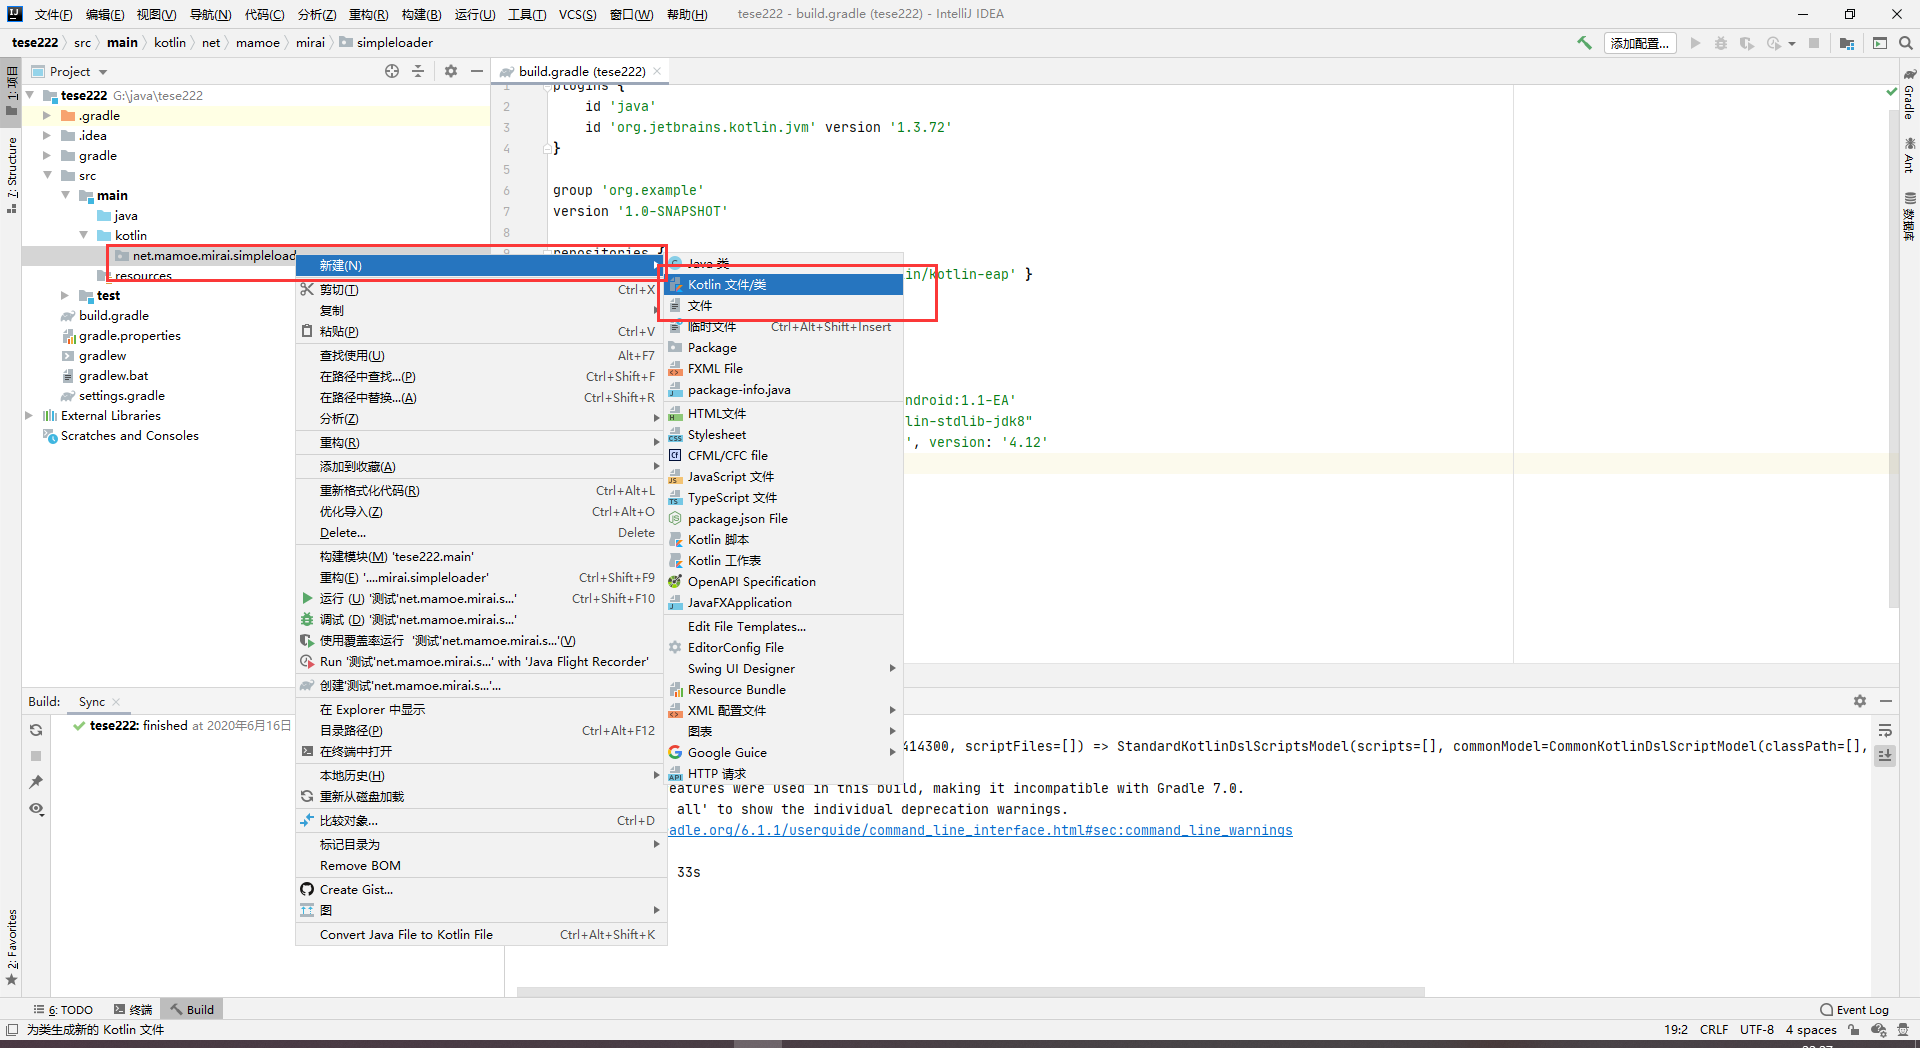 文件(F) 编辑(E) 视图(V) 导航(N) 代码(C) 分析(Z) 重构(R) 构建(B) 运行(U) 工具(T) VCS(S) 窗口(W) 帮助(H) tese222 - build.gradle (tese222) - IntelliJ IDEA
tese222 src main kotlin net mamoe mirai simpleloader
添加配置...
Project
build.gradle (tese222)
1: 项目
7: Structure
2: Favorites
tese222 G:\java\tese222
.gradle
.idea
gradle
src
main
java
kotlin
net.mamoe.mirai.simpleload
resources
test
build.gradle
gradle.properties
gradlew
gradlew.bat
settings.gradle
External Libraries
Scratches and Consoles
1 plugins {
2 id 'java'
3 id 'org.jetbrains.kotlin.jvm' version '1.3.72'
4 }
5
6 group 'org.example'
7 version '1.0-SNAPSHOT'
8
9 repositories {
in/kotlin-eap' }
ndroid:1.1-EA'
lin-stdlib-jdk8"
', version: '4.12'
Gradle
Ant
数据库
新建(N)
剪切(T) Ctrl+X
复制
粘贴(P) Ctrl+V
查找使用(U) Alt+F7
在路径中查找...(P) Ctrl+Shift+F
在路径中替换...(A) Ctrl+Shift+R
分析(Z)
重构(R)
添加到收藏(A)
重新格式化代码(R) Ctrl+Alt+L
优化导入(Z) Ctrl+Alt+O
Delete... Delete
构建模块(M) 'tese222.main'
重构(E) '....mirai.simpleloader' Ctrl+Shift+F9
运行 (U) '测试'net.mamoe.mirai.s...' Ctrl+Shift+F10
调试 (D) '测试'net.mamoe.mirai.s...'
使用覆盖率运行 '测试'net.mamoe.mirai.s...'(V)
Run '测试'net.mamoe.mirai.s...' with 'Java Flight Recorder'
创建'测试'net.mamoe.mirai.s...'...
在 Explorer 中显示
目录路径(P) Ctrl+Alt+F12
在终端中打开
本地历史(H)
重新从磁盘加载
比较对象... Ctrl+D
标记目录为
Remove BOM
Create Gist...
图
Convert Java File to Kotlin File Ctrl+Alt+Shift+K
Java 类
Kotlin 文件/类
文件
临时文件 Ctrl+Alt+Shift+Insert
Package
FXML File
package-info.java
HTML文件
Stylesheet
CFML/CFC file
JavaScript 文件
TypeScript 文件
package.json File
Kotlin 脚本
Kotlin 工作表
OpenAPI Specification
JavaFXApplication
Edit File Templates...
EditorConfig File
Swing UI Designer
Resource Bundle
XML 配置文件
图表
Google Guice
HTTP 请求
Build: Sync
tese222: finished at 2020年6月16日
414300, scriptFiles=[]) => StandardKotlinDslScriptsModel(scripts=[], commonModel=CommonKotlinDslScriptModel(classPath=[],
eatures were used in this build, making it incompatible with Gradle 7.0.
all' to show the individual deprecation warnings.
adle.org/6.1.1/userguide/command_line_interface.html#sec:command_line_warnings
33s
6: TODO 终端 Build Event Log
为类生成新的 Kotlin 文件 19:2 CRLF UTF-8 4 spaces